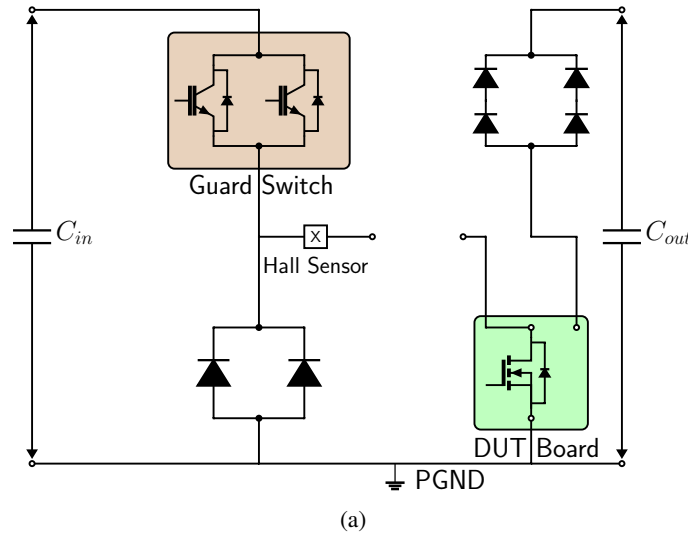 Guard Switch
C_in
X
Hall Sensor
C_out
DUT Board
PGND
(a)